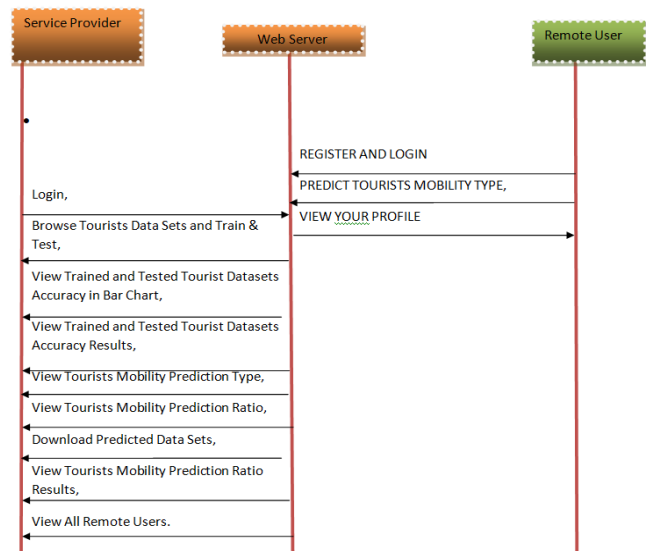 Service Provider
Web Server
Remote User
REGISTER AND LOGIN
PREDICT TOURISTS MOBILITY TYPE,
VIEW YOUR PROFILE
Login,
Browse Tourists Data Sets and Train &
Test,
View Trained and Tested Tourist Datasets
Accuracy in Bar Chart,
View Trained and Tested Tourist Datasets
Accuracy Results,
View Tourists Mobility Prediction Type,
View Tourists Mobility Prediction Ratio,
Download Predicted Data Sets,
View Tourists Mobility Prediction Ratio
Results,
View All Remote Users.